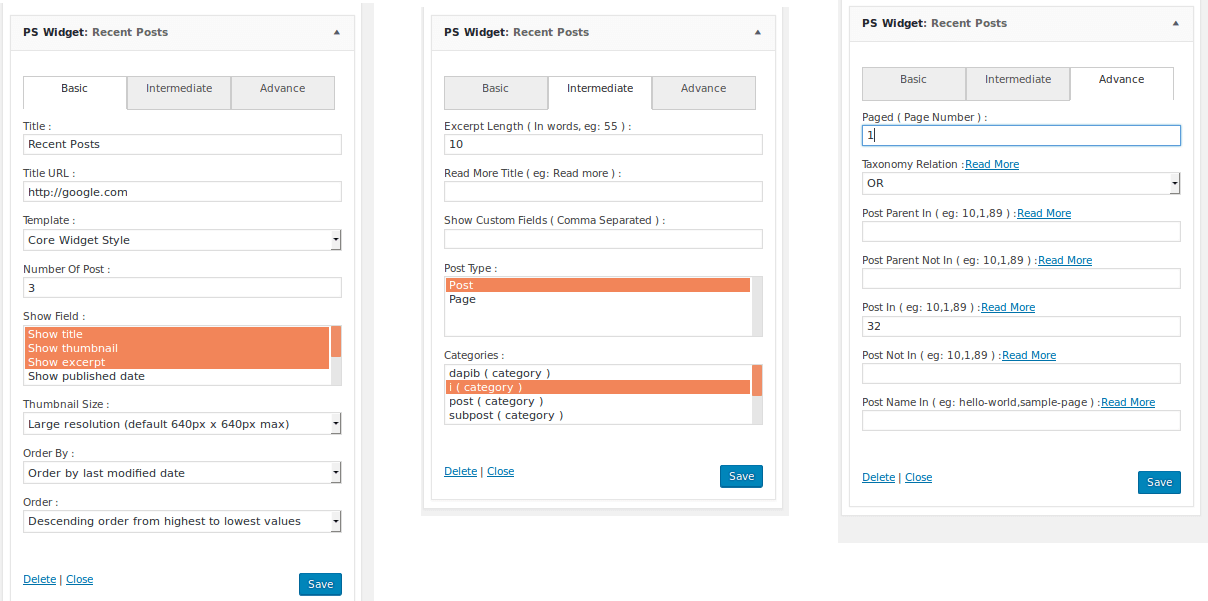 PS Widget: Recent Posts
Basic
Intermediate
Advance
Title :
Recent Posts
Title URL :
http://google.com
Template :
Core Widget Style
Number Of Post :
3
Show Field :
Show title
Show thumbnail
Show excerpt
Show published date
Thumbnail Size :
Large resolution (default 640px x 640px max)
Order By :
Order by last modified date
Order :
Descending order from highest to lowest values
Delete | Close
Save
PS Widget: Recent Posts
Basic
Intermediate
Advance
Excerpt Length ( In words, eg: 55 ) :
10
Read More Title ( eg: Read more ) :
Show Custom Fields ( Comma Separated ) :
Post Type :
Post
Page
Categories :
dapib ( category )
i ( category )
post ( category )
subpost ( category )
Delete | Close
Save
PS Widget: Recent Posts
Basic
Intermediate
Advance
Paged ( Page Number ) :
1
Taxonomy Relation :Read More
OR
Post Parent In ( eg: 10,1,89 ) :Read More
Post Parent Not In ( eg: 10,1,89 ) :Read More
Post In ( eg: 10,1,89 ) :Read More
32
Post Not In ( eg: 10,1,89 ) :Read More
Post Name In ( eg: hello-world,sample-page ) :Read More
Delete | Close
Save